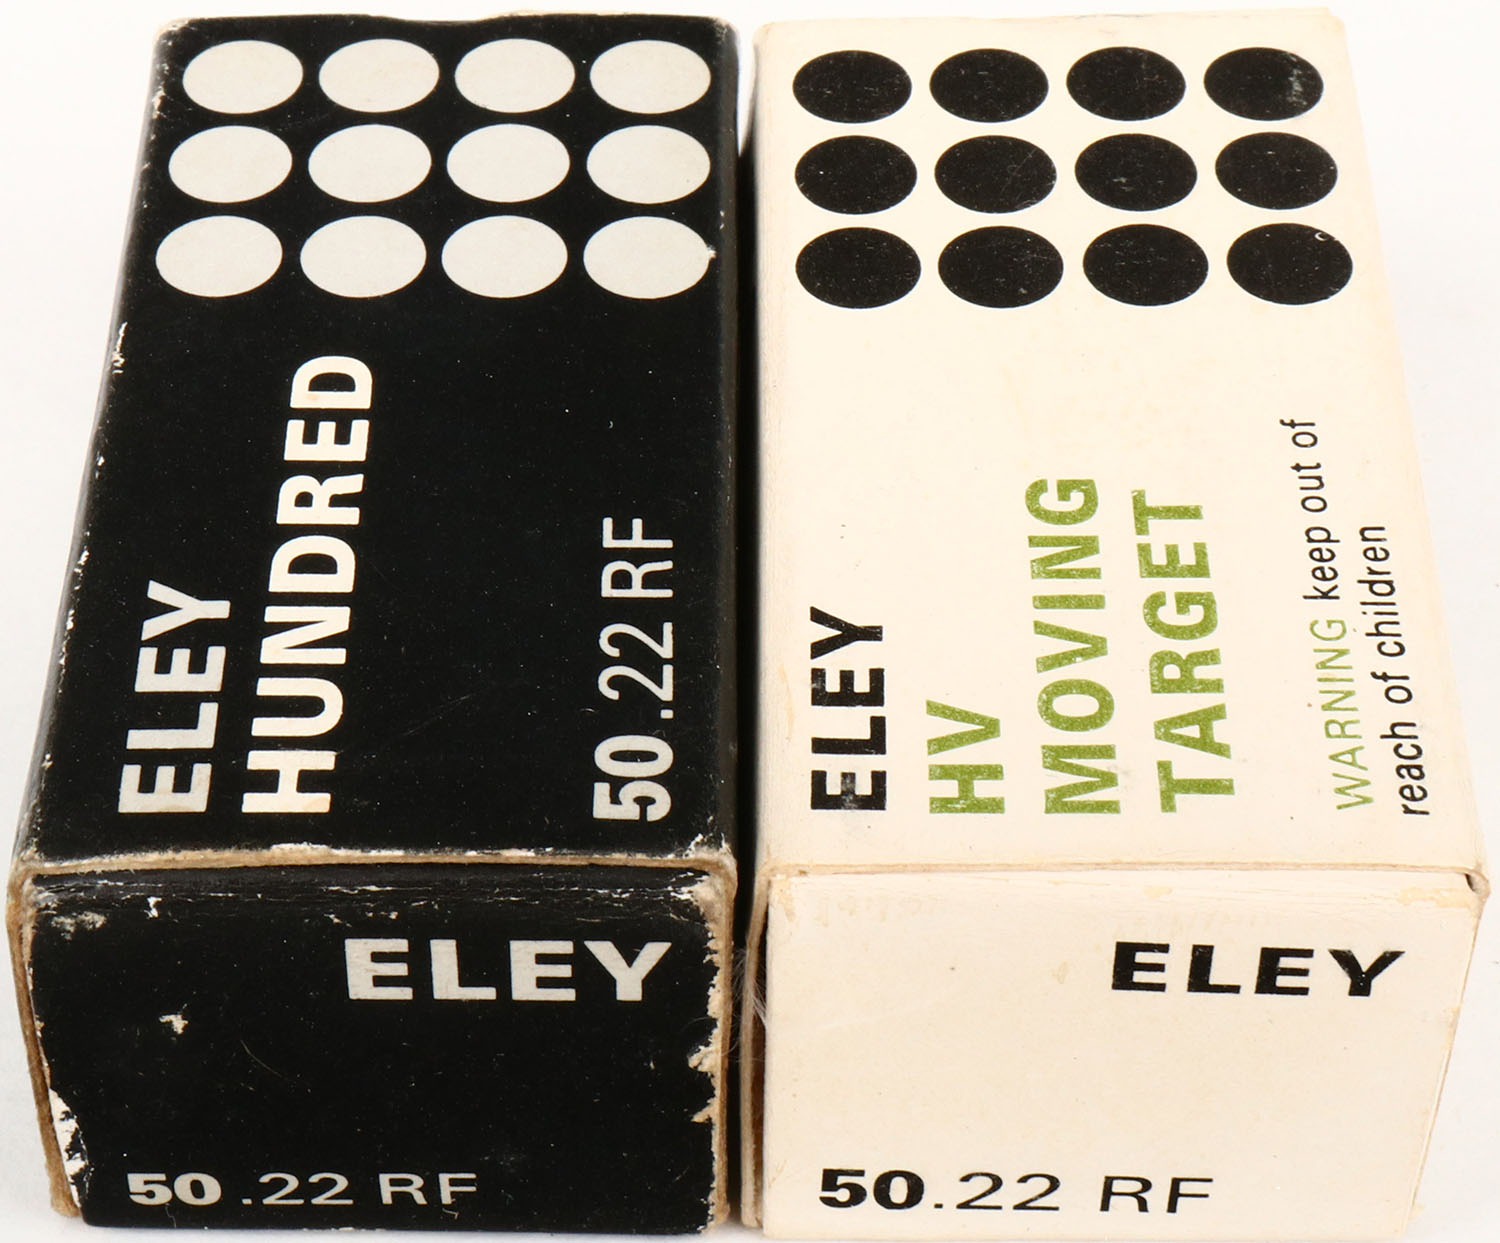 ELEY
HUNDRED
50 .22 RF
ELEY
50 .22 RF
ELEY
HV
MOVING
TARGET
WARNING keep out of
reach of children
ELEY
50 .22 RF